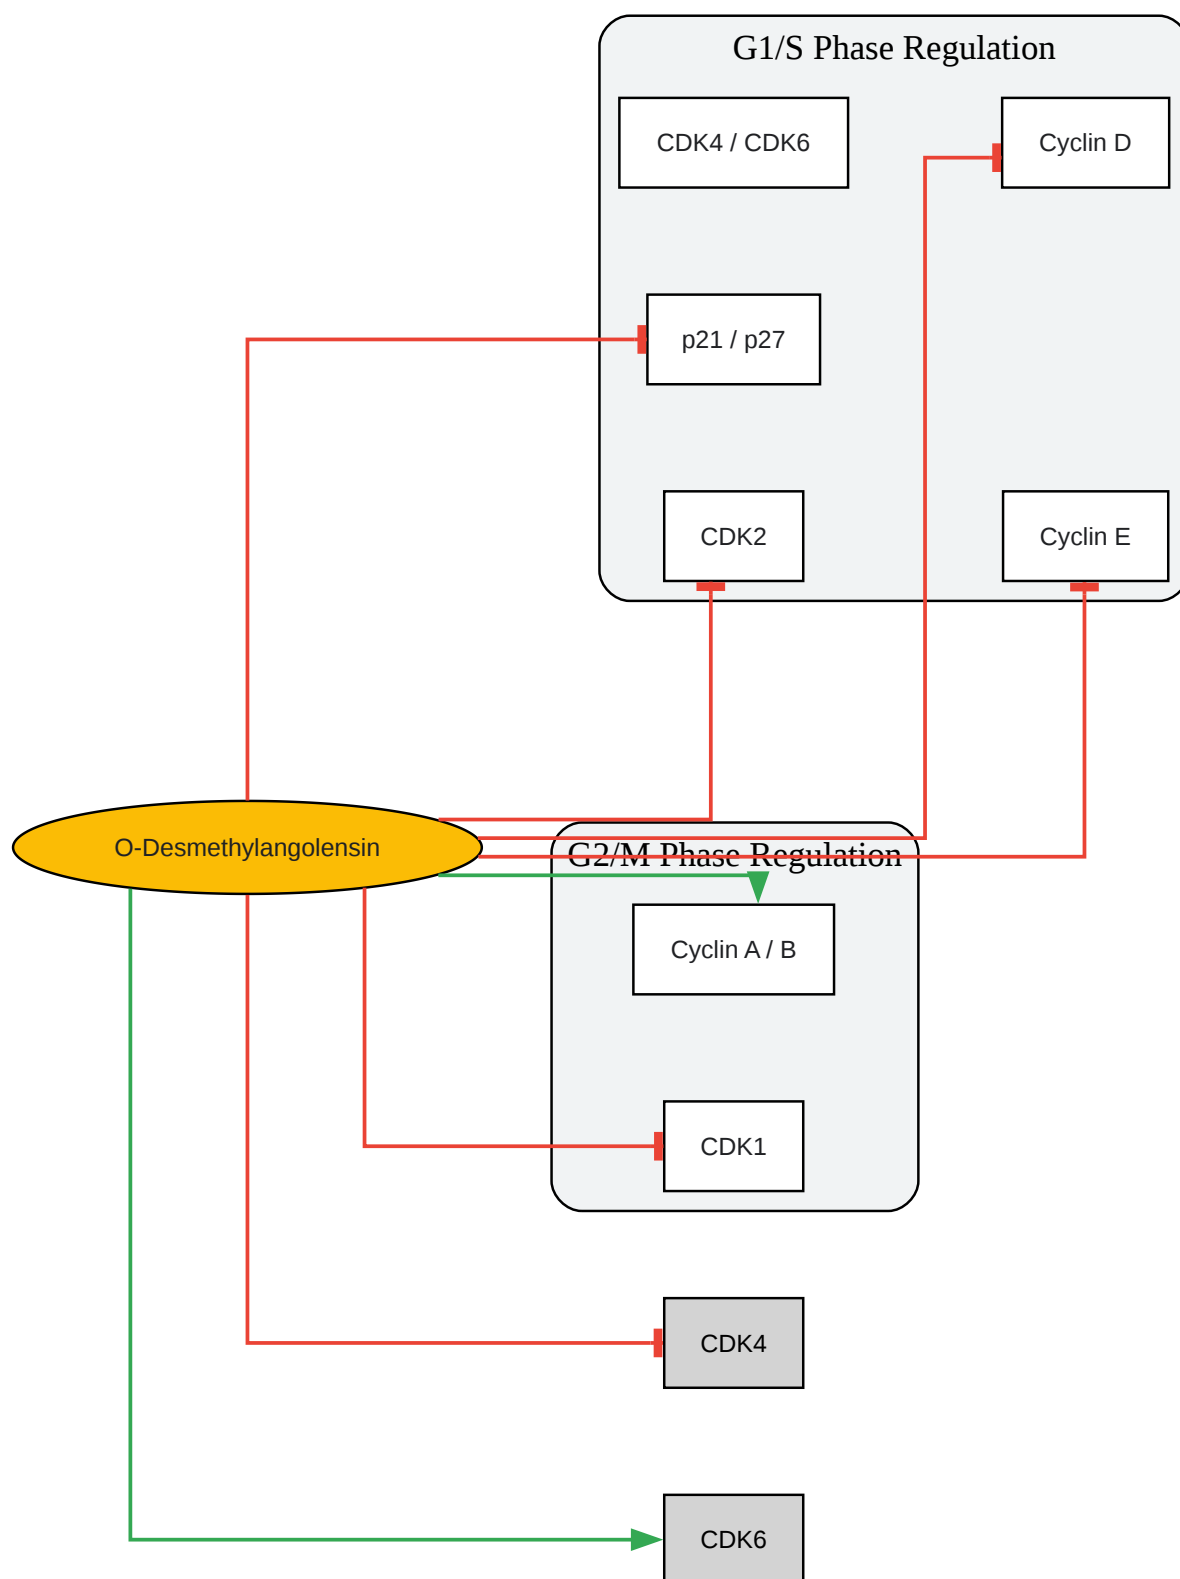 G1/S Phase Regulation
CDK4 / CDK6
Cyclin D
p21 / p27
CDK2
Cyclin E
O-Desmethylangolensin
G2/M Phase Regulation
Cyclin A / B
CDK1
CDK4
CDK6